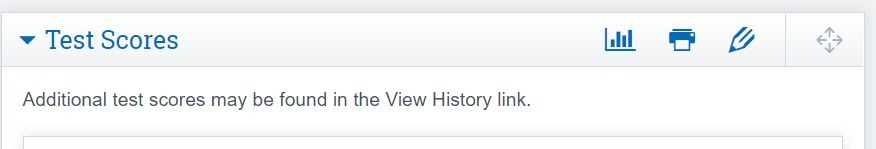 Test Scores
Additional test scores may be found in the View History link.